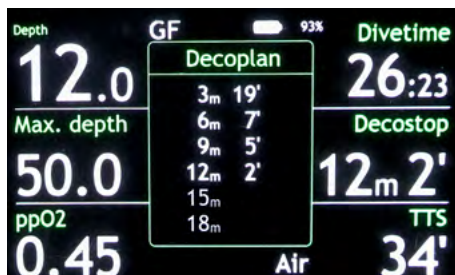 Depth
12.0
Max. depth
50.0
ppO2
0.45
GF
93%
Decoplan
3m 19'
6m 7'
9m 5'
12m 2'
15m
18m
Air
Divetime
26:23
Decostop
12m 2'
TTS
34'